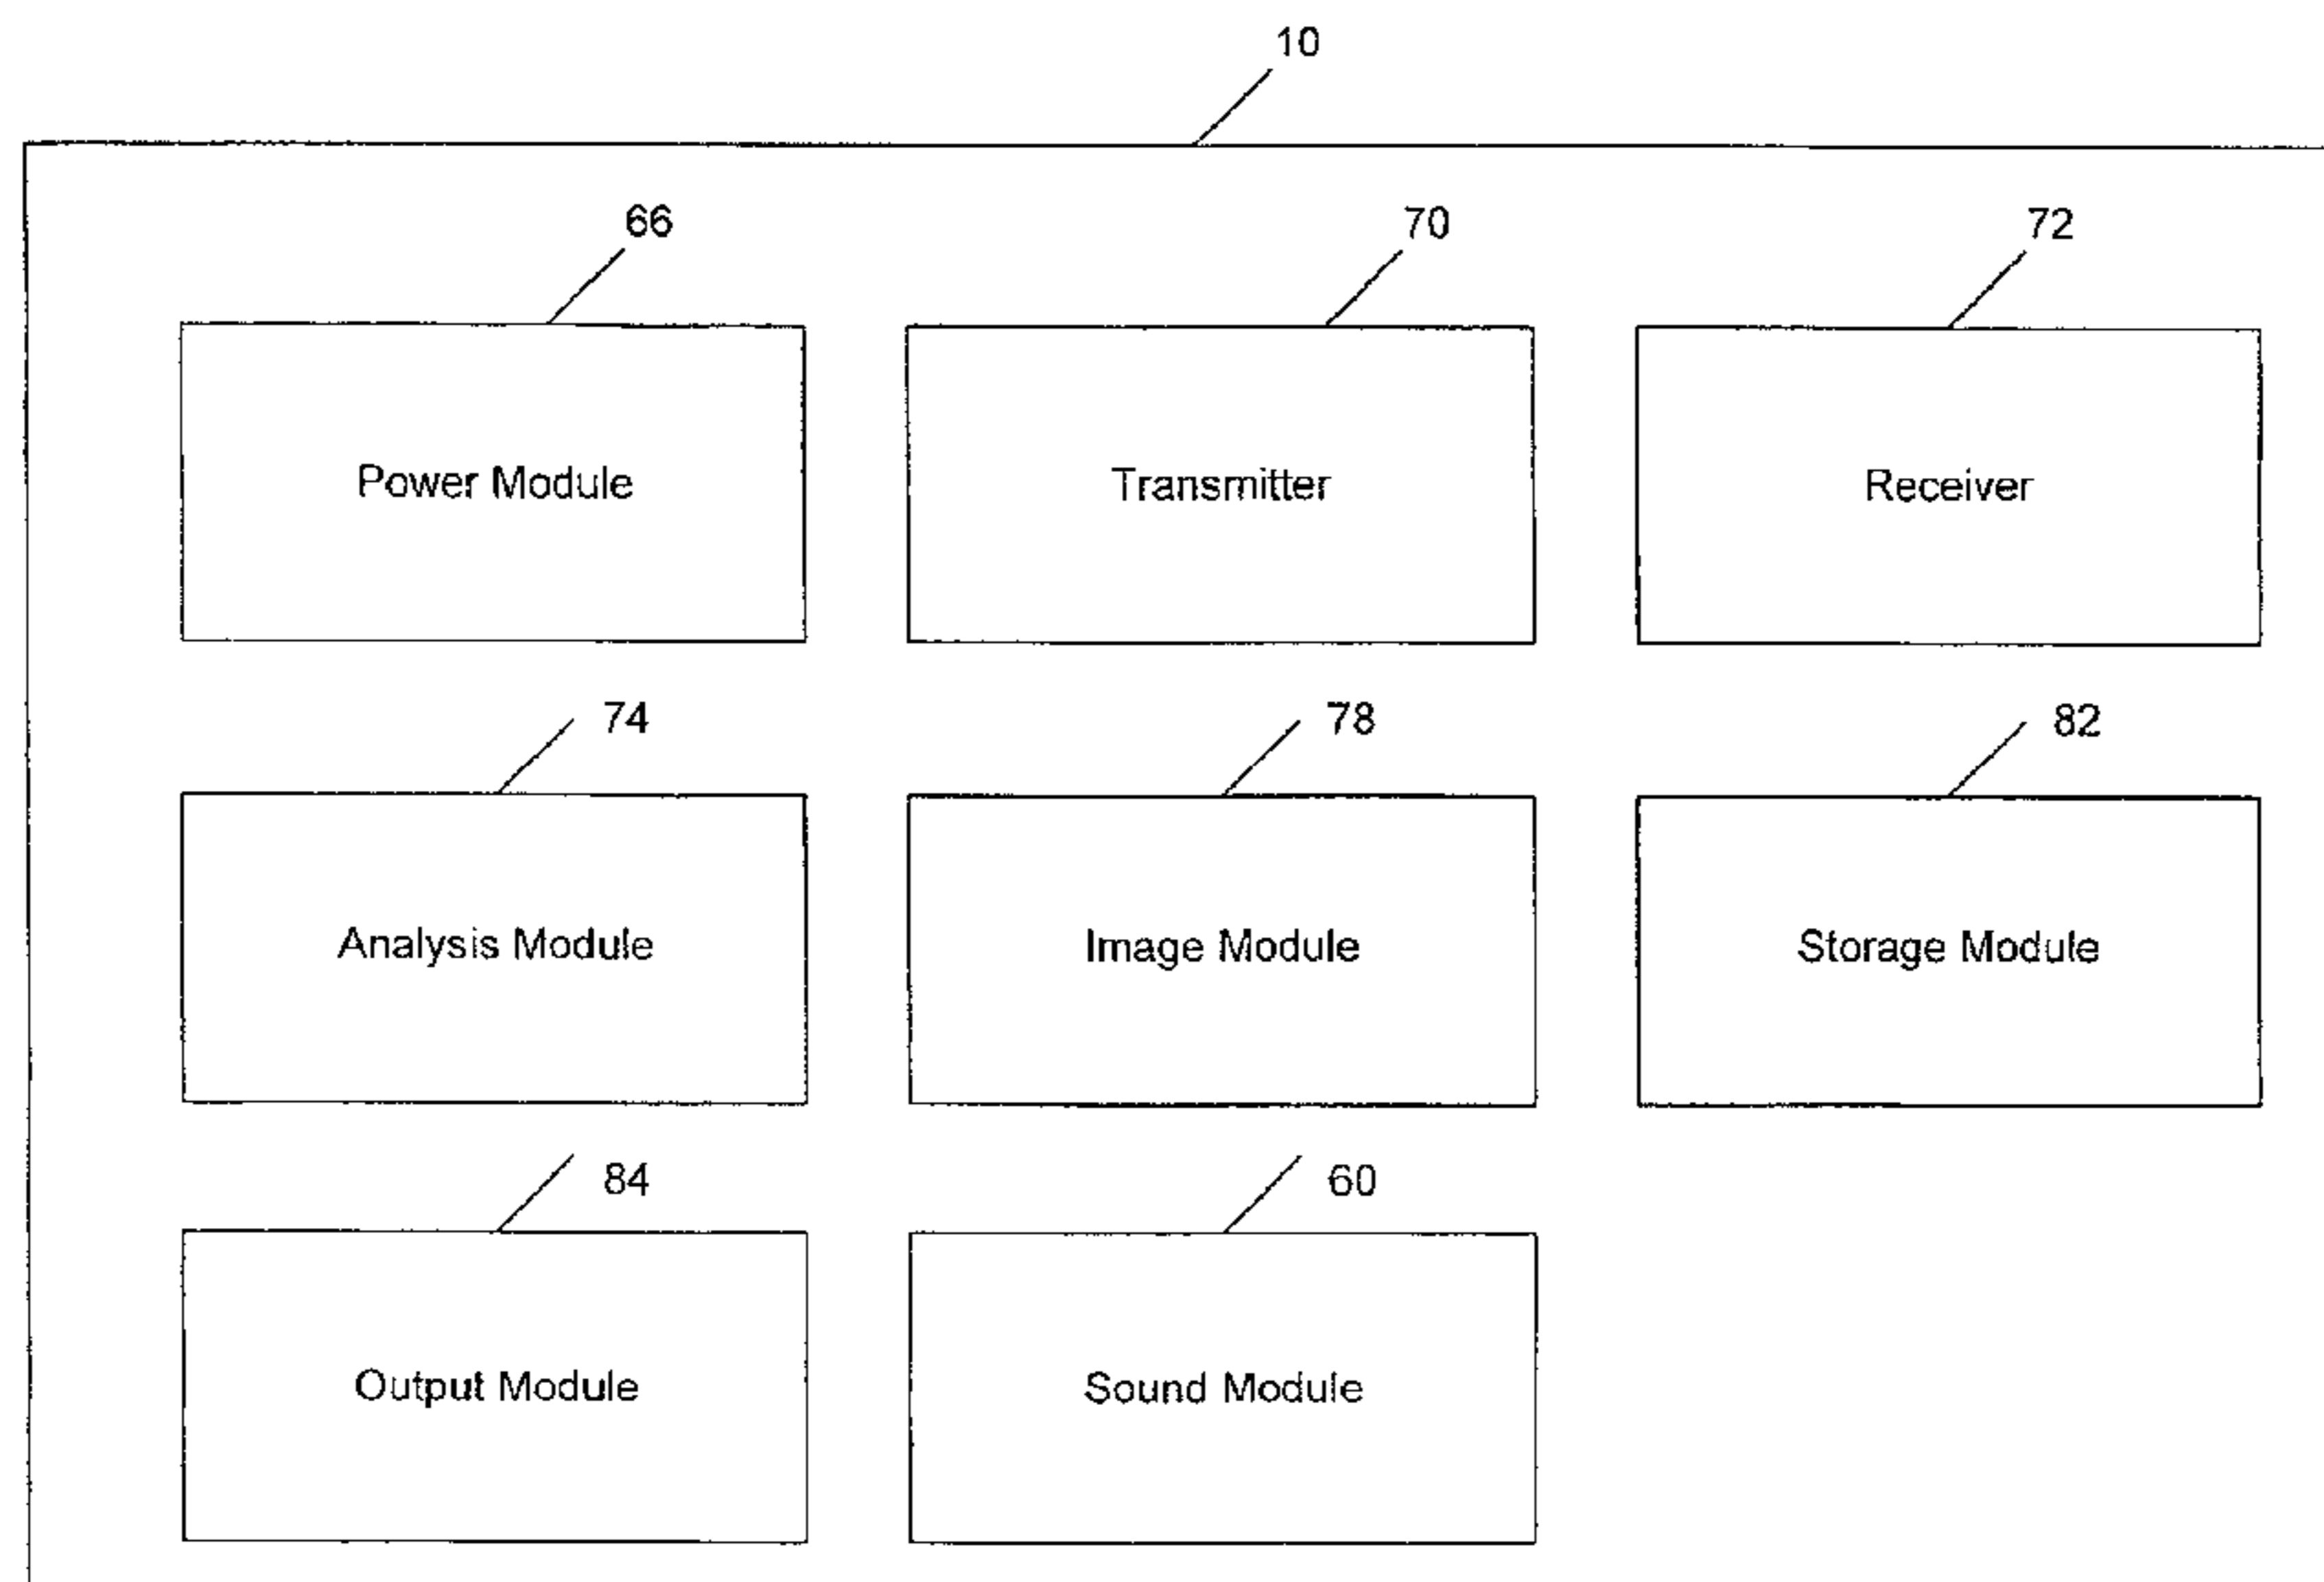 10
66
70
72
Power Module
Transmitter
Receiver
74
78
82
Analysis Module
Image Module
Storage Module
84
60
Output Module
Sound Module